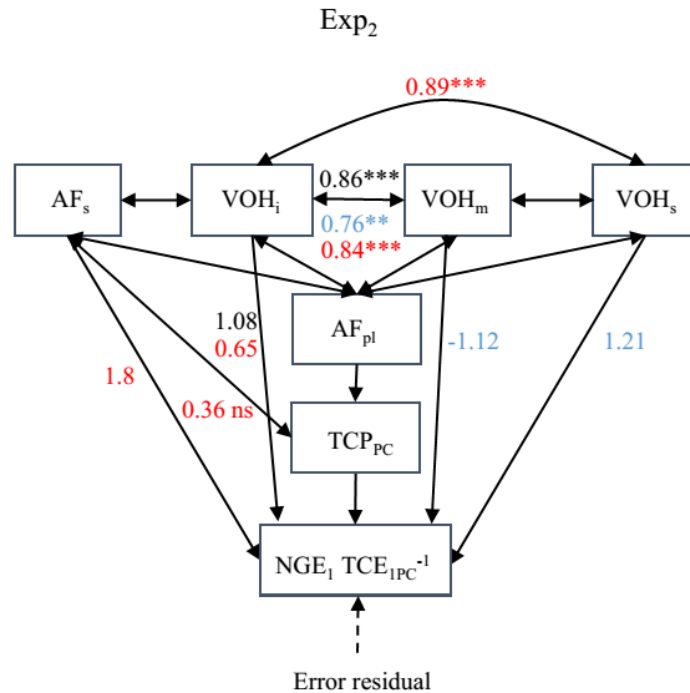 Exp₂
0.89***
AFₛ
VOHᵢ
0.86***
VOHₘ
VOHₛ
0.76**
0.84***
1.08
0.65
AFₚₗ
-1.12
1.21
1.8
0.36 ns
TCP_PC
NGE₁ TCE₁PC⁻¹
Error residual